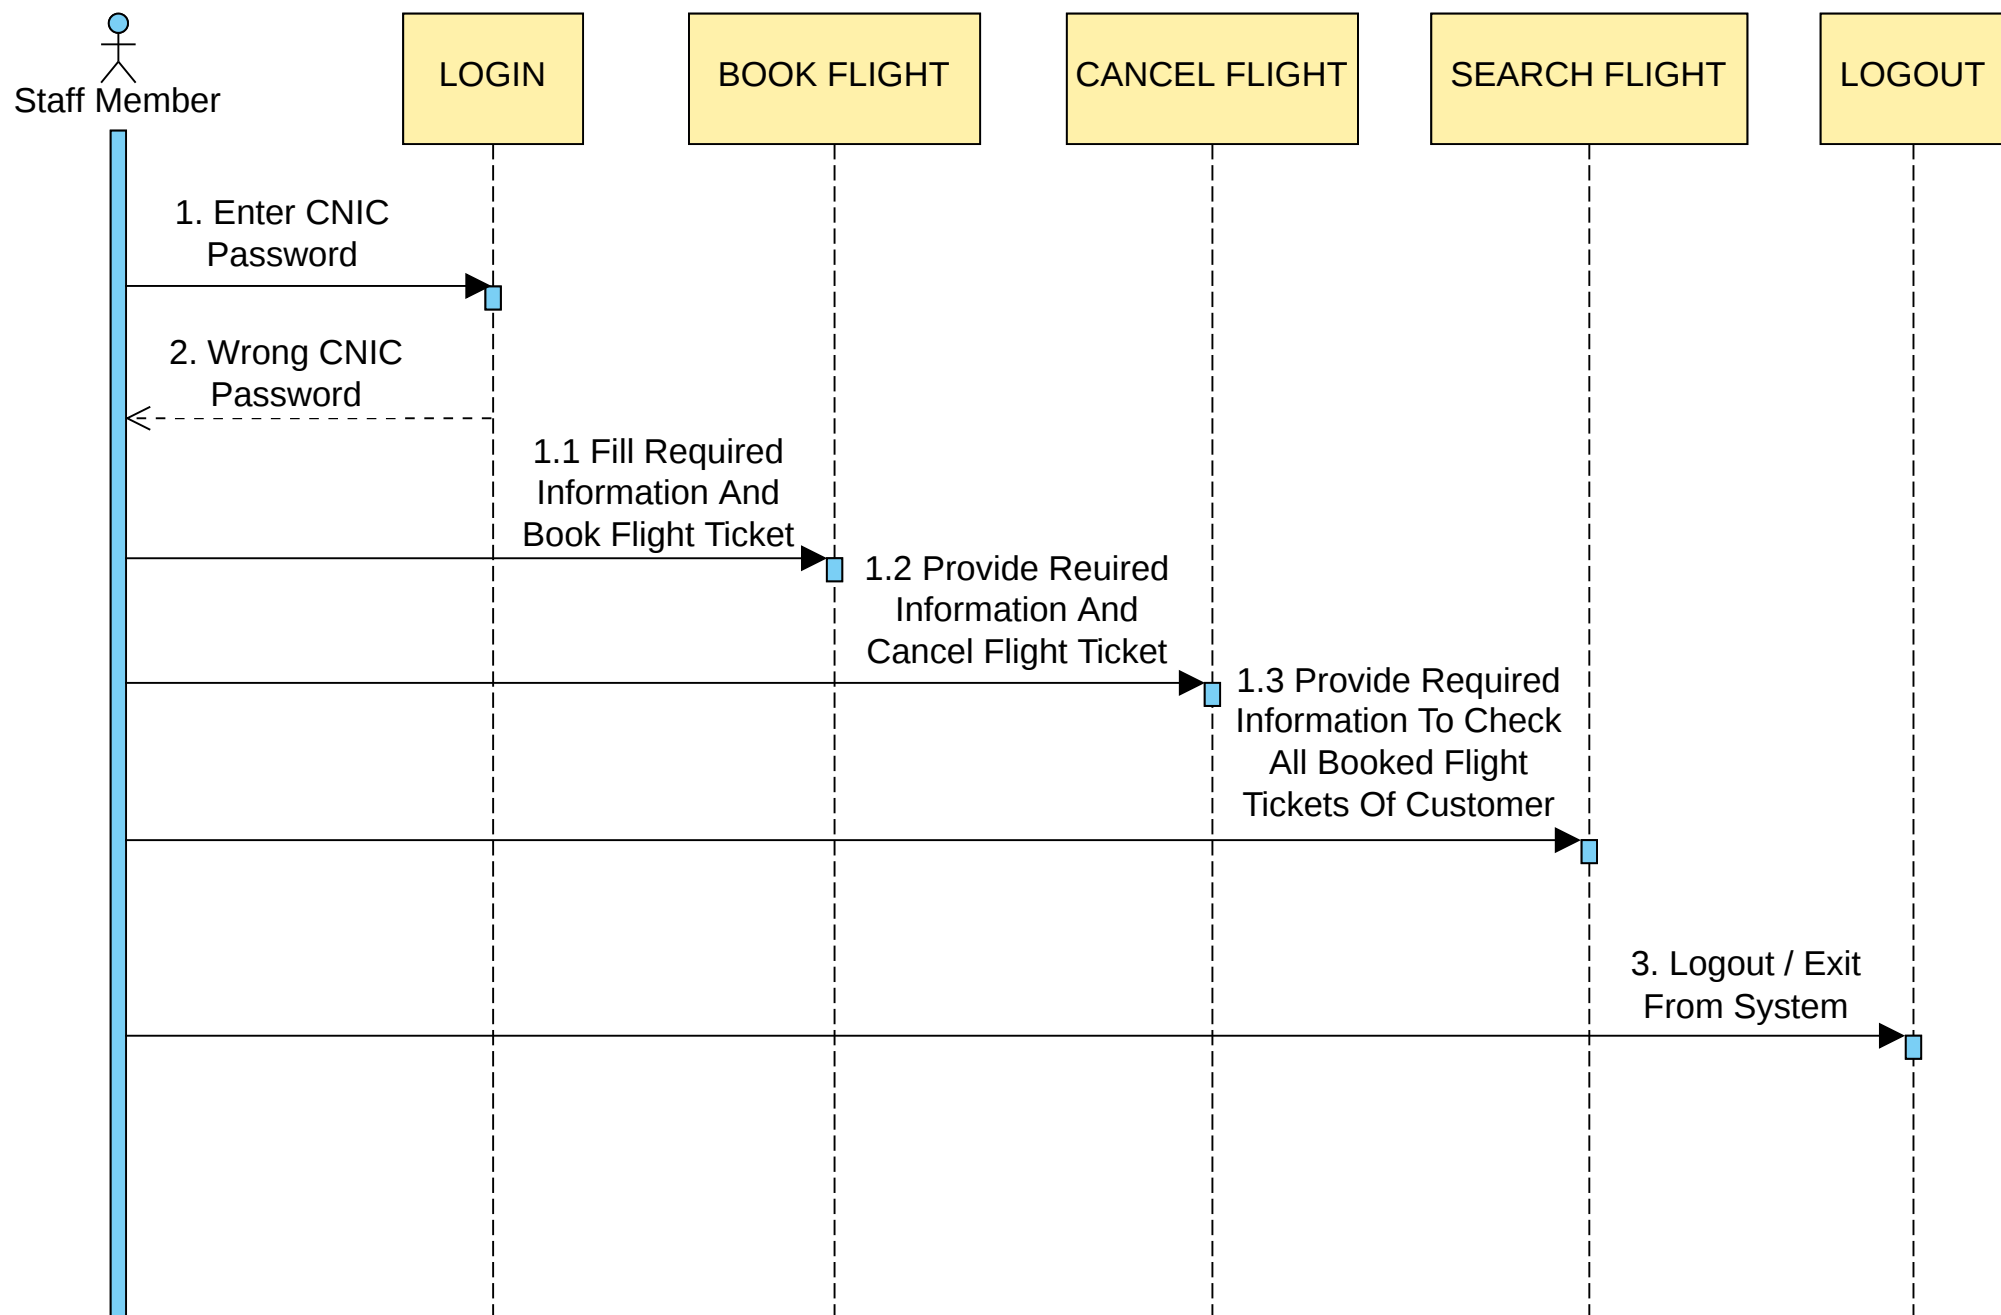 Staff Member
LOGIN
BOOK FLIGHT
CANCEL FLIGHT
SEARCH FLIGHT
LOGOUT
1. Enter CNIC
Password
2. Wrong CNIC
Password
1.1 Fill Required
Information And
Book Flight Ticket
1.2 Provide Reuired
Information And
Cancel Flight Ticket
1.3 Provide Required
Information To Check
All Booked Flight
Tickets Of Customer
3. Logout / Exit
From System